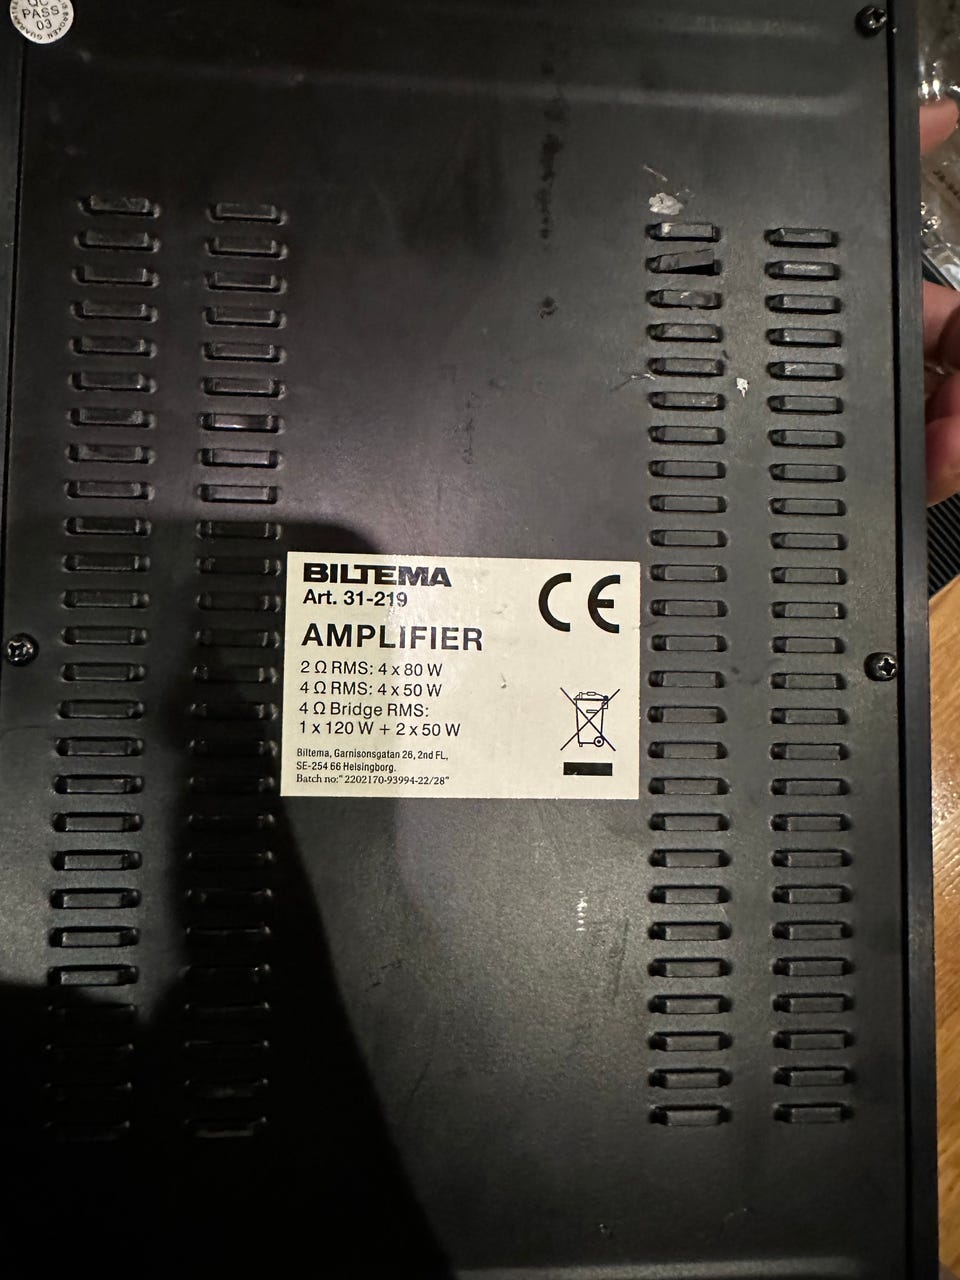 QC
PASS
03
BILTEMA
Art. 31-219
AMPLIFIER
2 Ω RMS: 4 x 80 W
4 Ω RMS: 4 x 50 W
4 Ω Bridge RMS:
1 x 120 W + 2 x 50 W
Biltema, Garnisonsgatan 26, 2nd FL,
SE-254 66 Helsingborg.
Batch no:" 2202170-93994-22/28"
CE